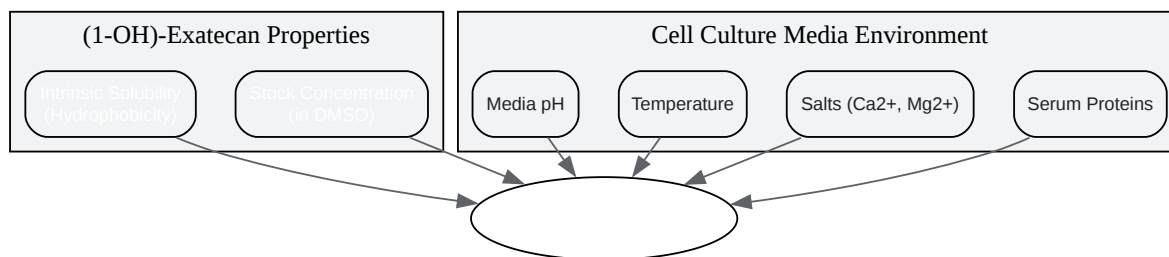 (1-OH)-Exatecan Properties
Cell Culture Media Environment
Intrinsic Solubility
(Hydrophobicity)
Stock Concentration
(in DMSO)
Media pH
Temperature
Salts (Ca2+, Mg2+)
Serum Proteins